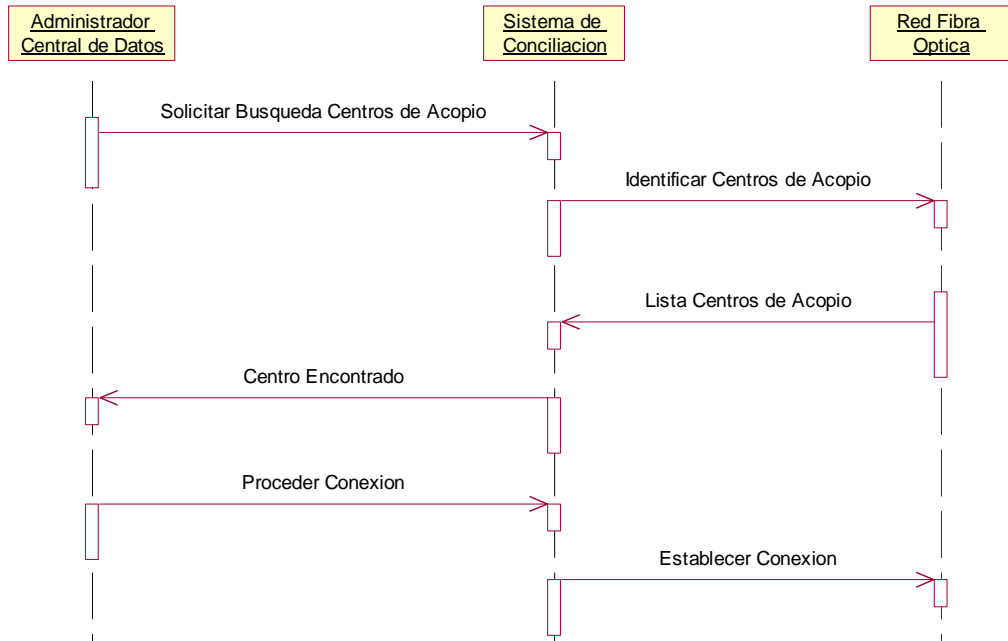 Administrador
Central de Datos
Sistema de
Conciliacion
Red Fibra
Optica
Solicitar Busqueda Centros de Acopio
Identificar Centros de Acopio
Lista Centros de Acopio
Centro Encontrado
Proceder Conexion
Establecer Conexion